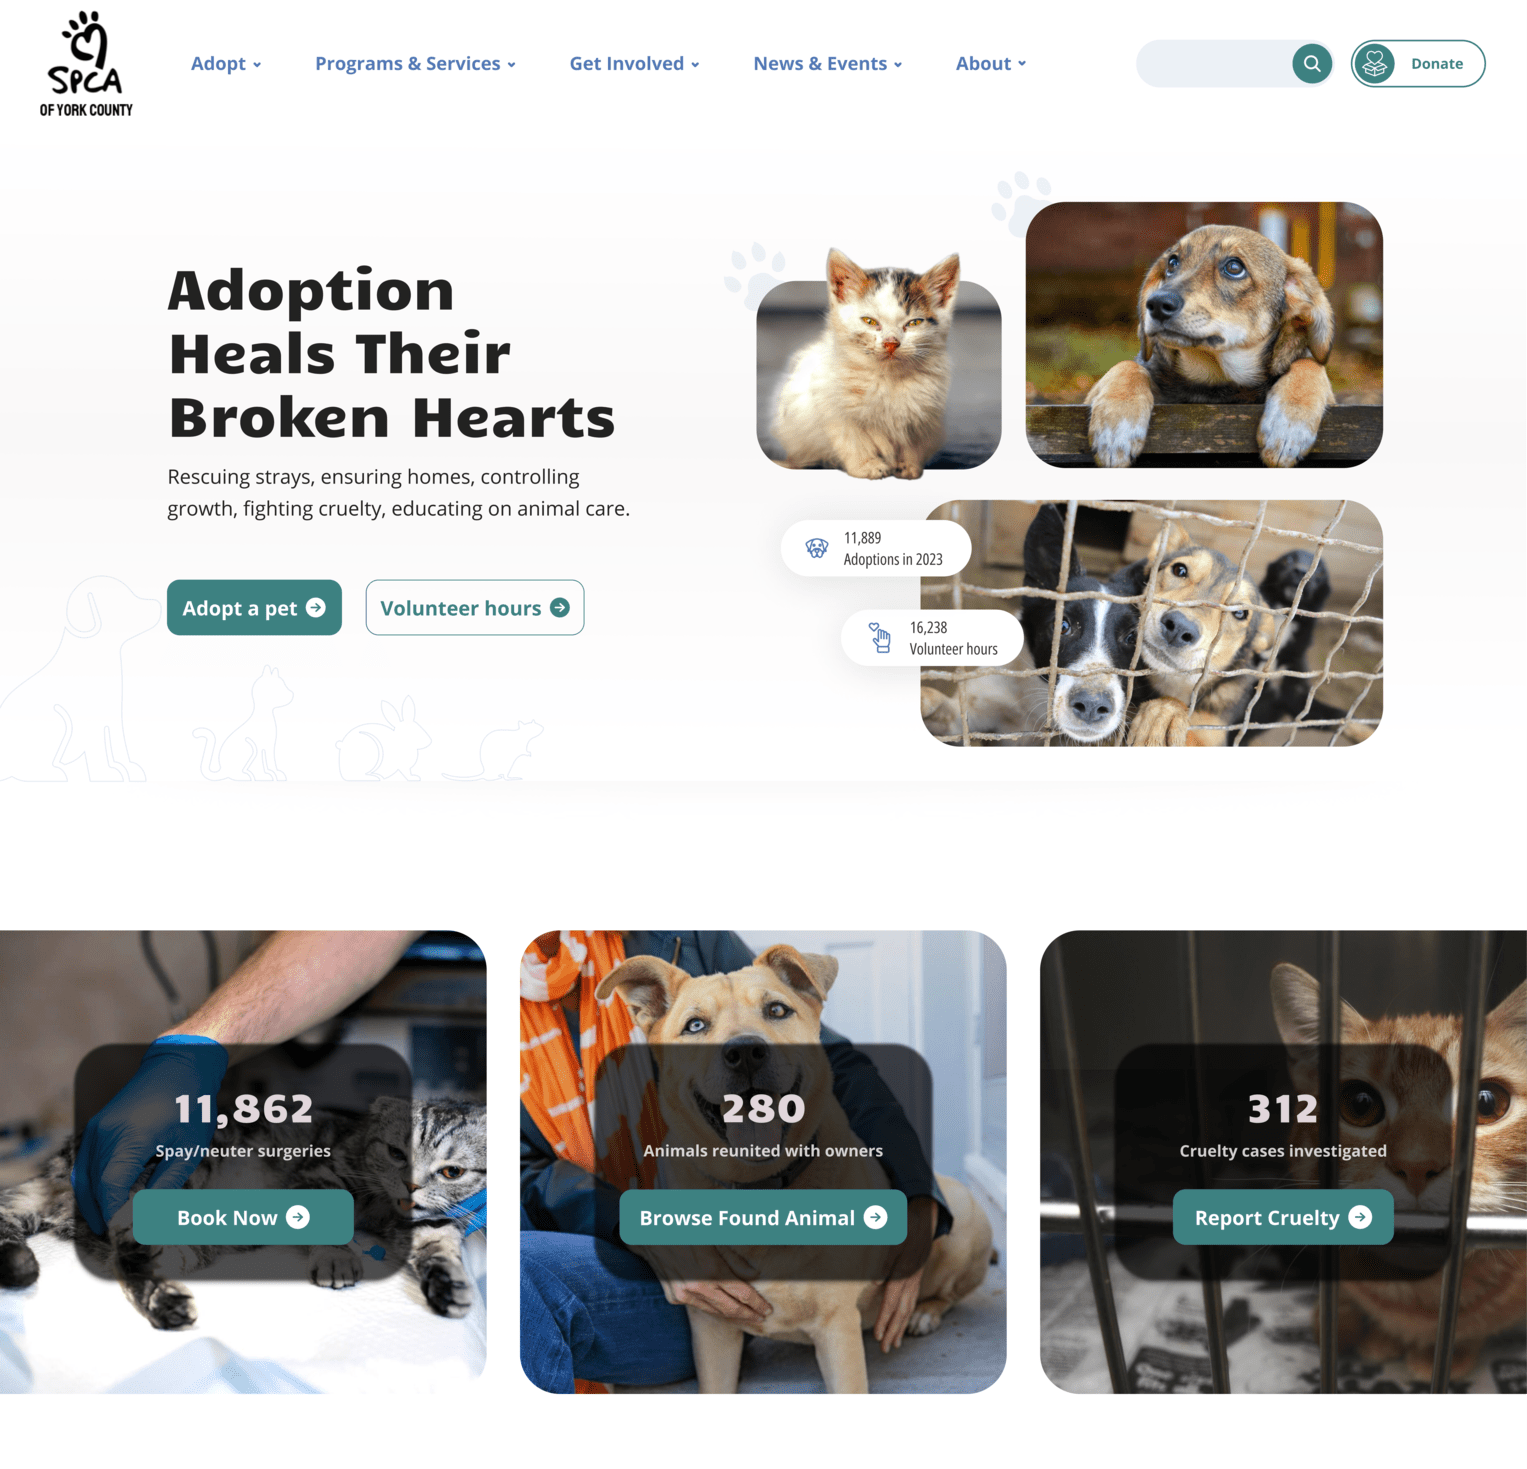 SPCA
OF YORK COUNTY
Adopt
Programs & Services
Get Involved
News & Events
About
Donate
Adoption
Heals Their
Broken Hearts
Rescuing strays, ensuring homes, controlling
growth, fighting cruelty, educating on animal care.
Adopt a pet
Volunteer hours
11,889
Adoptions in 2023
16,238
Volunteer hours
11,862
Spay/neuter surgeries
Book Now
280
Animals reunited with owners
Browse Found Animal
312
Cruelty cases investigated
Report Cruelty